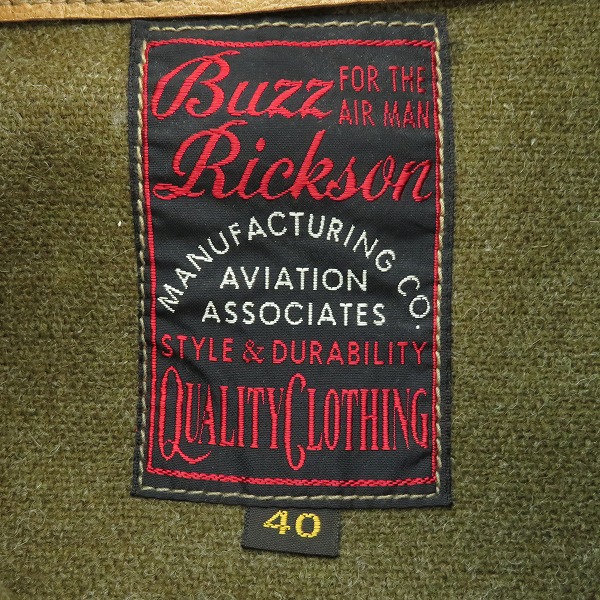 Buzz FOR THE AIR MAN
Rickson
MANUFACTURING CO.
AVIATION
ASSOCIATES
STYLE & DURABILITY
QUALITY CLOTHING
40